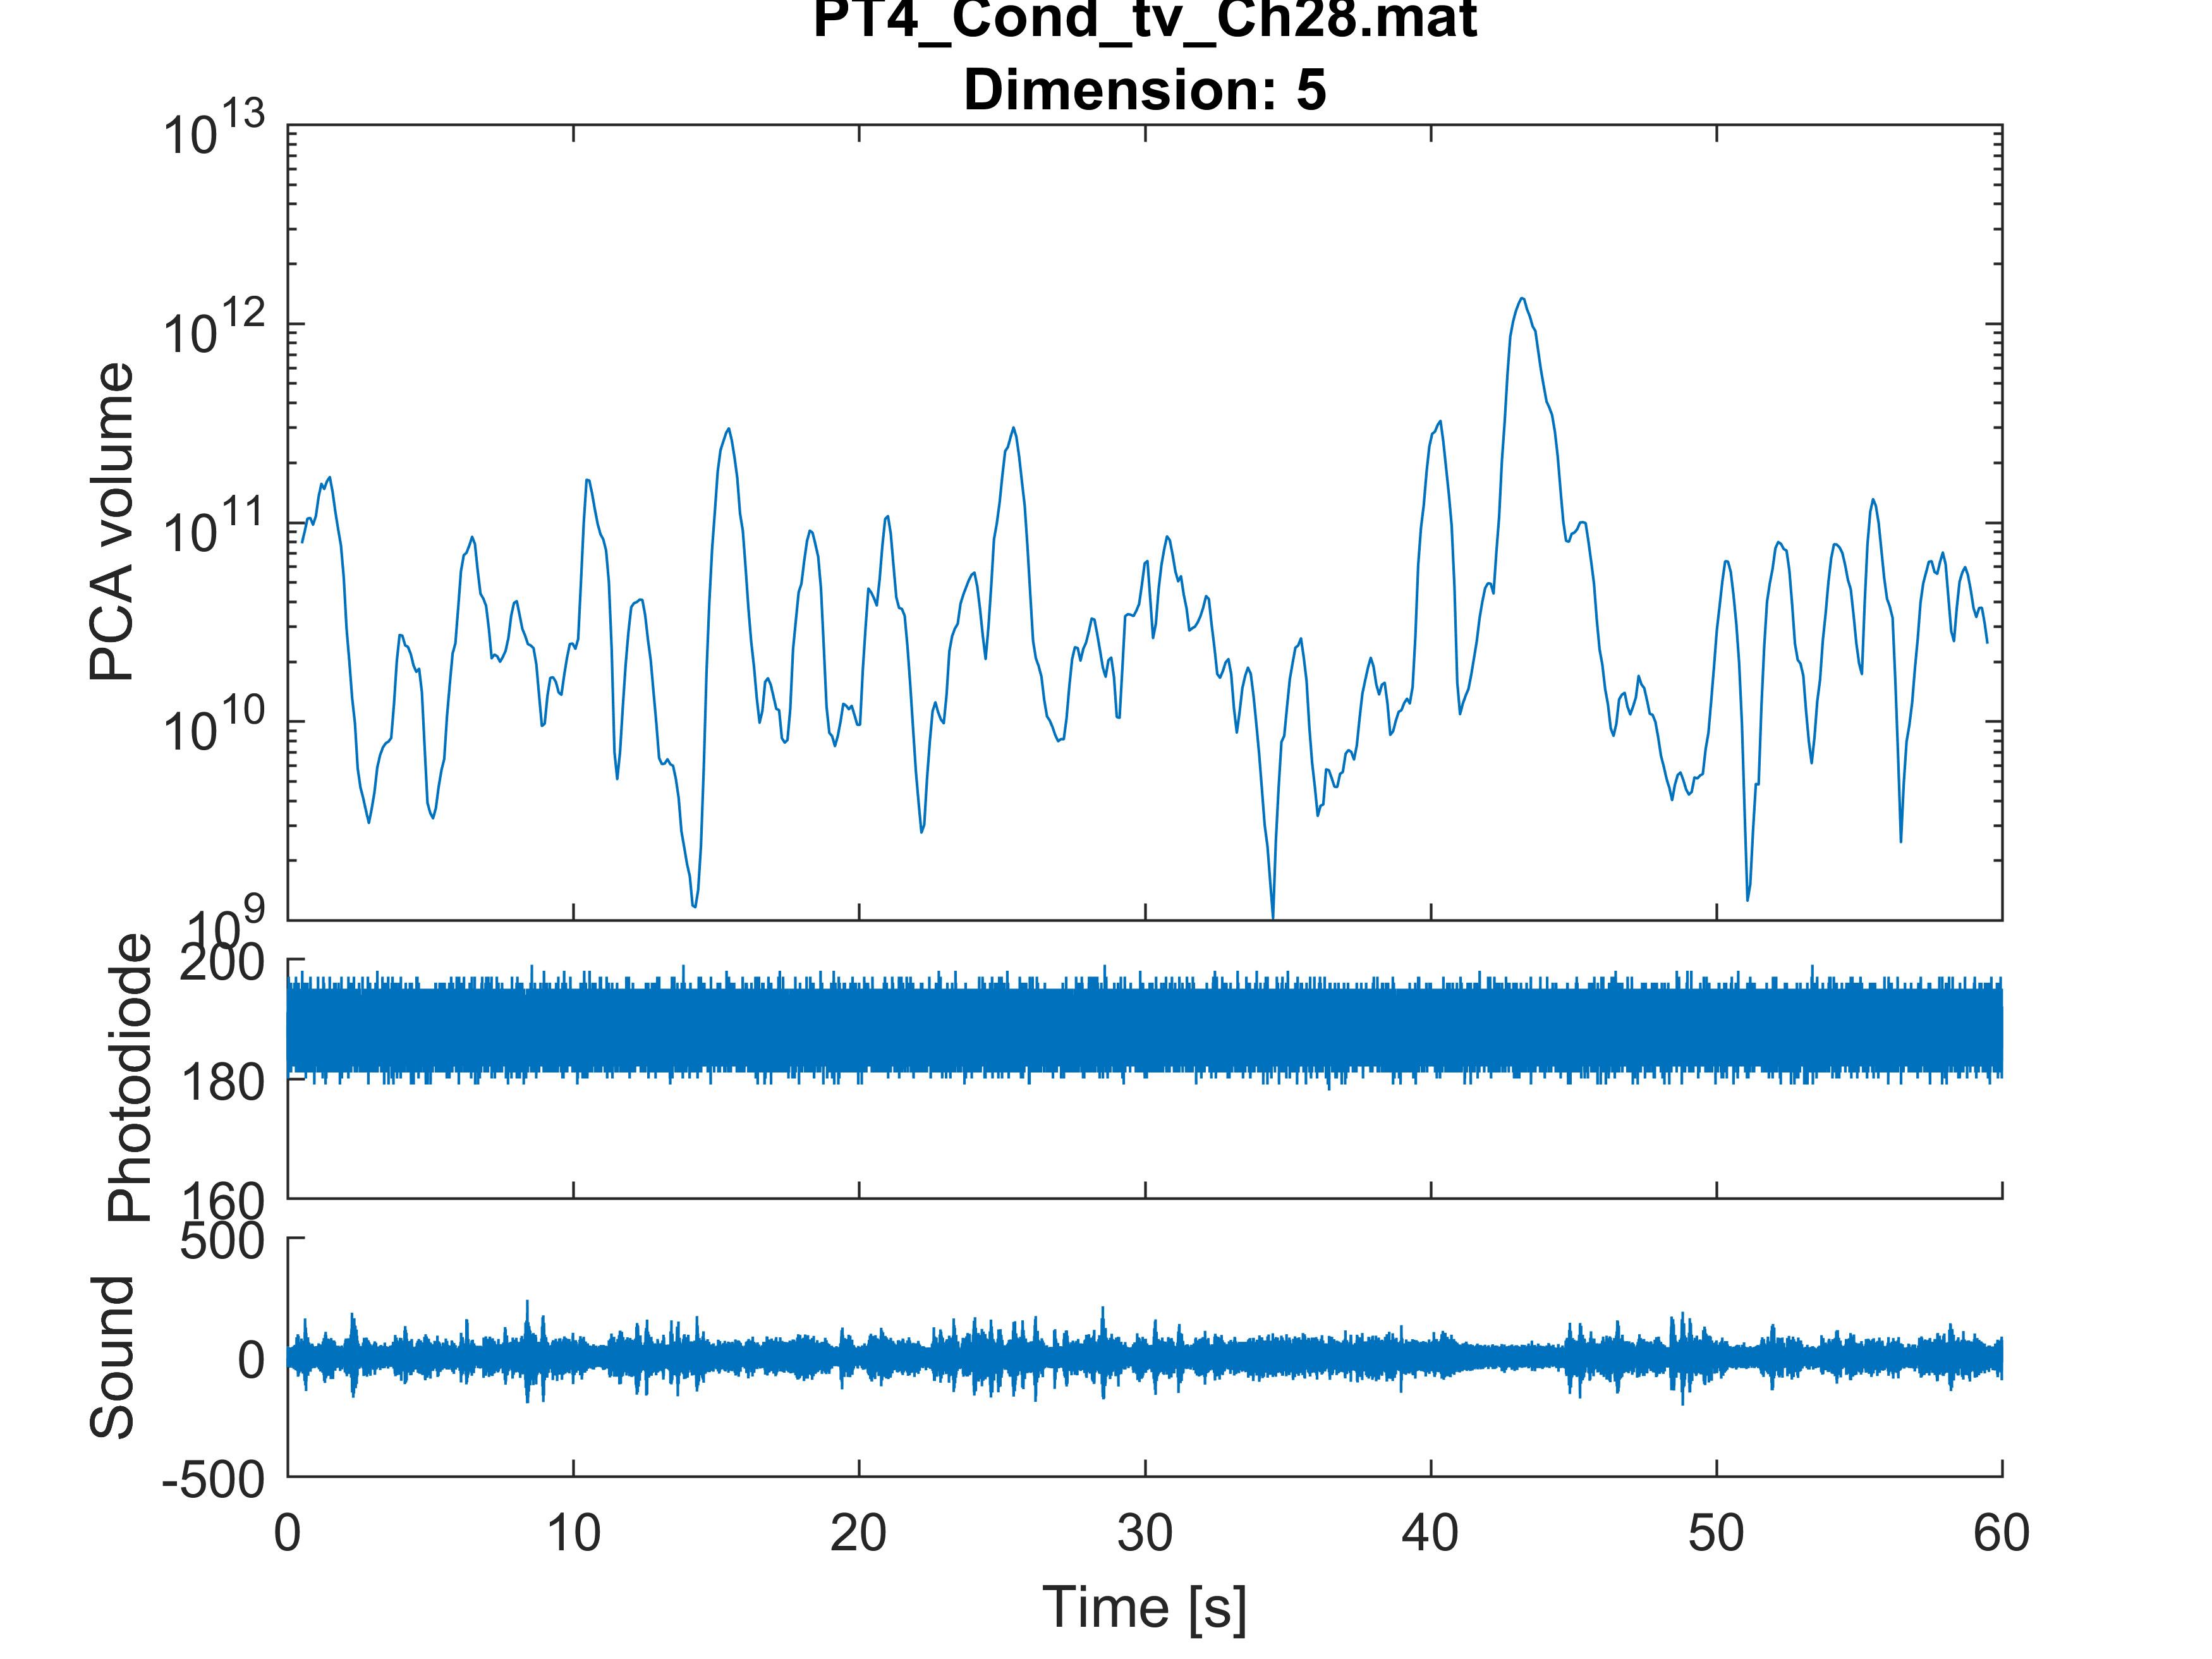 PT4_Cond_tv_Ch28.mat
Dimension: 5
PCA volume
10^13
10^12
10^11
10^10
10^9
Photodiode
200
180
160
Sound
500
0
-500
0 10 20 30 40 50 60
Time [s]